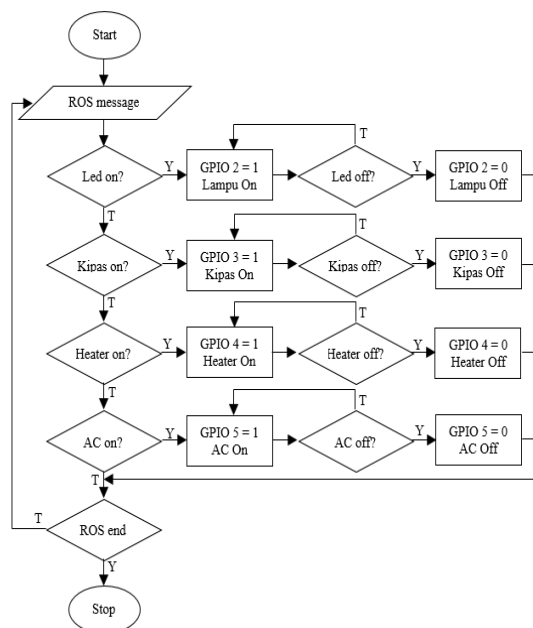 Start
ROS message
T
Led on?
Y
GPIO 2 = 1
Lampu On
Led off?
Y
GPIO 2 = 0
Lampu Off
T
T
Kipas on?
Y
GPIO 3 = 1
Kipas On
Kipas off?
Y
GPIO 3 = 0
Kipas Off
T
T
Heater on?
Y
GPIO 4 = 1
Heater On
Heater off?
Y
GPIO 4 = 0
Heater Off
T
T
AC on?
Y
GPIO 5 = 1
AC On
AC off?
Y
GPIO 5 = 0
AC Off
T
T
ROS end
Y
Stop